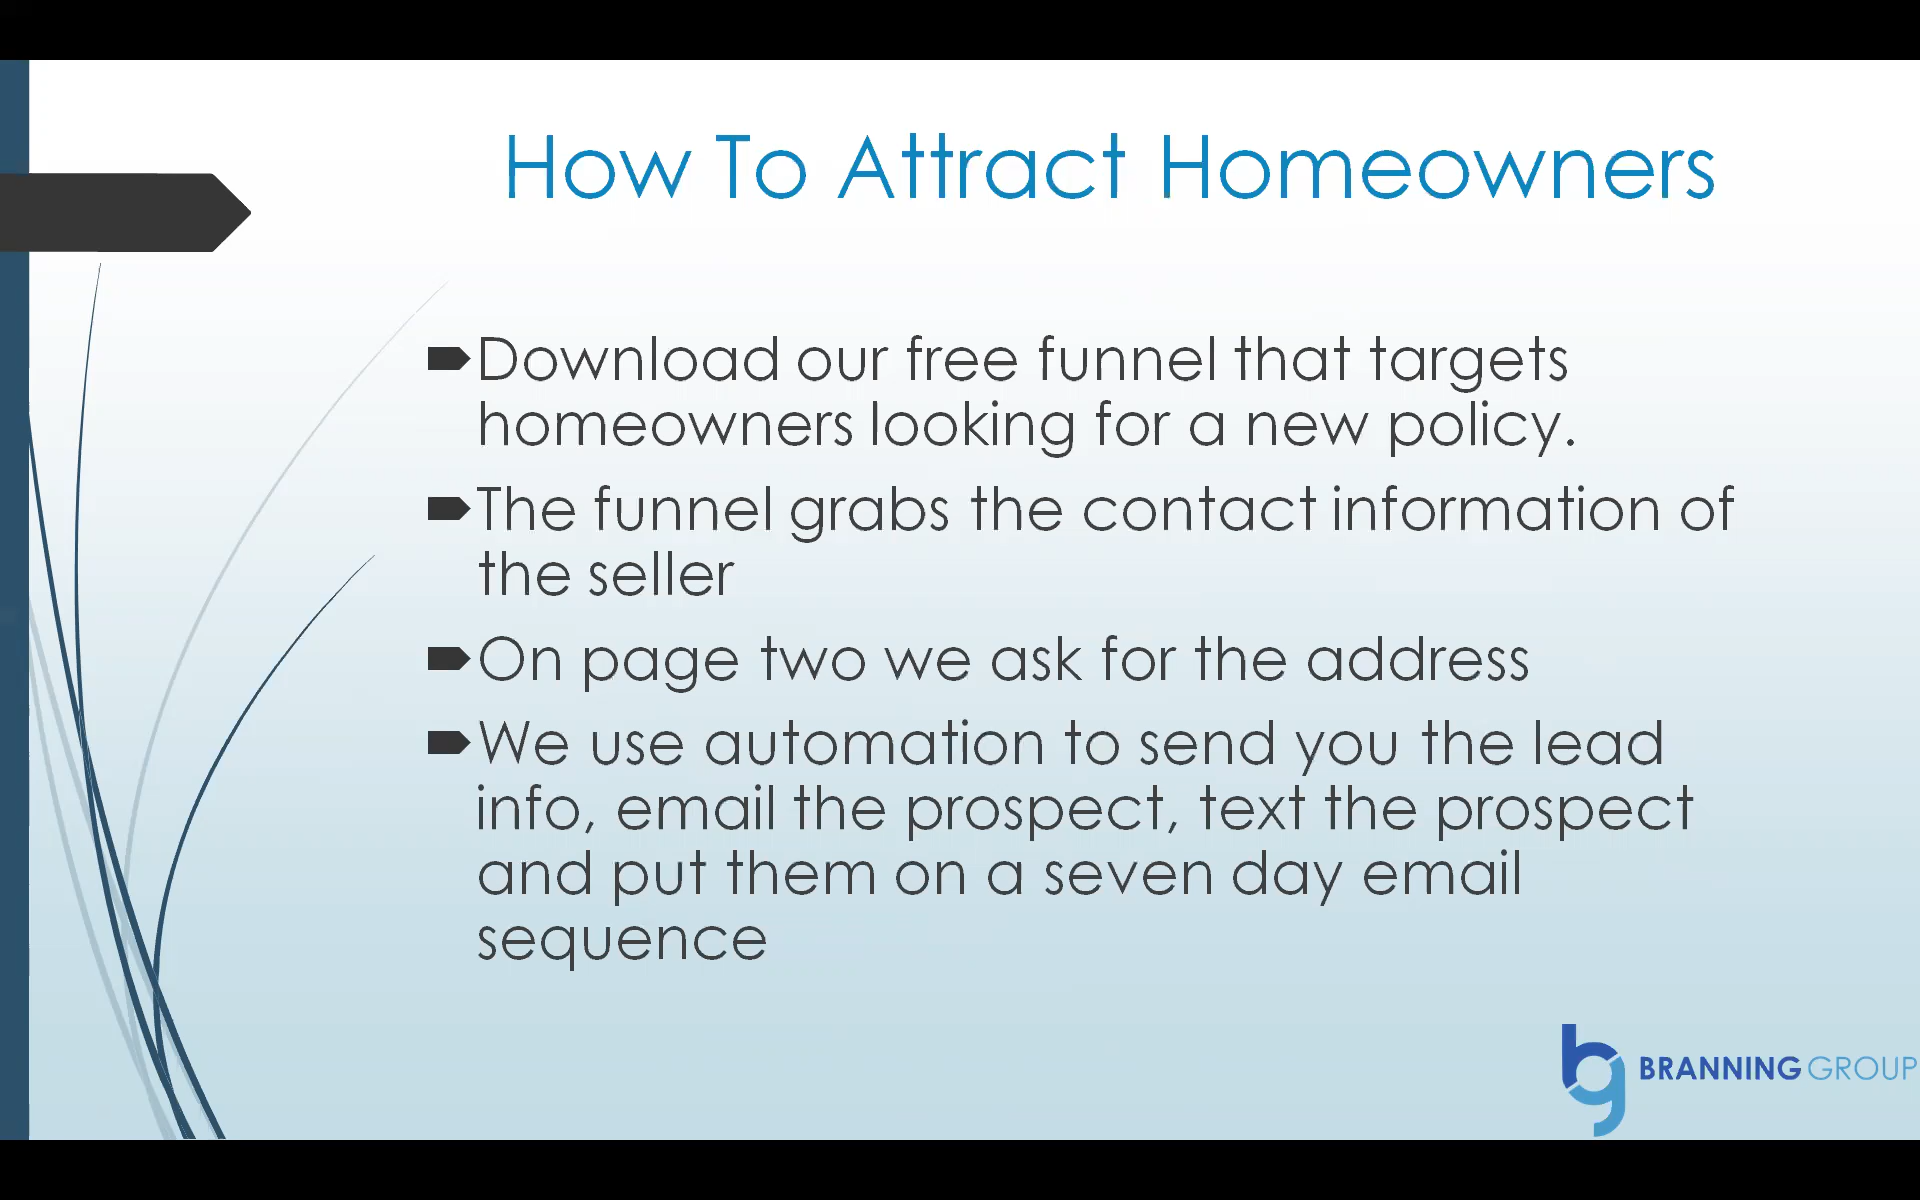 How To Attract Homeowners
Download our free funnel that targets
homeowners looking for a new policy.
The funnel grabs the contact information of
the seller
On page two we ask for the address
We use automation to send you the lead
info, email the prospect, text the prospect
and put them on a seven day email
sequence
bg BRANNING GROUP